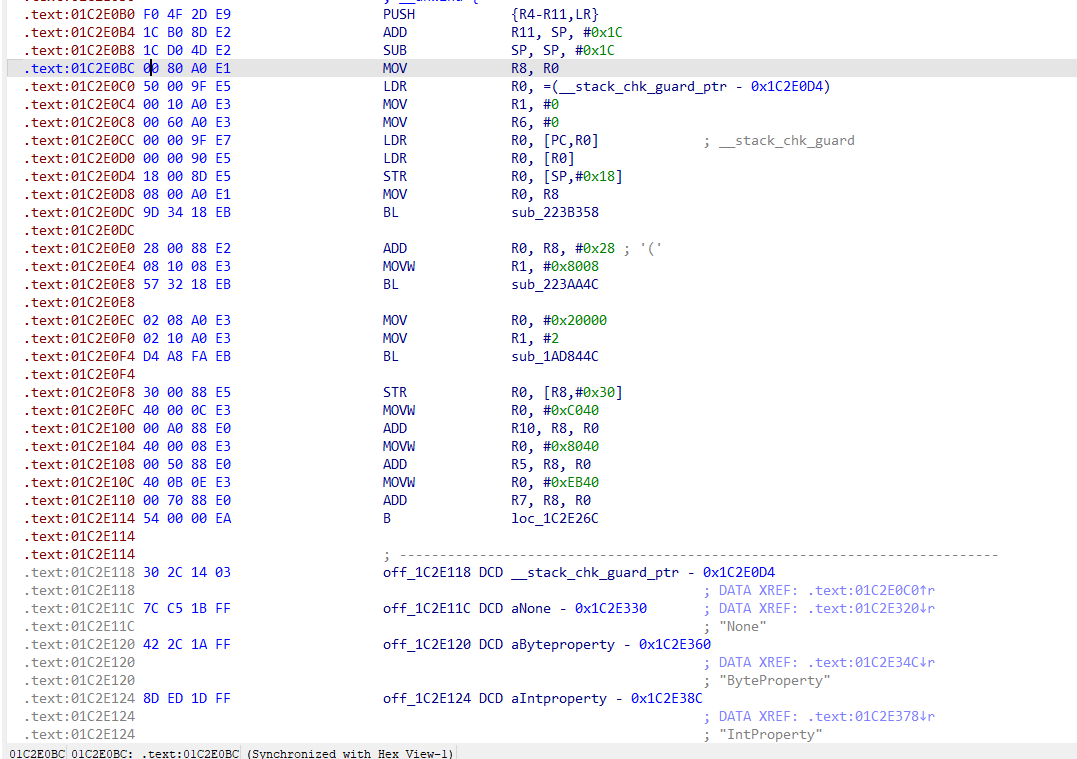 .text:01C2E0B0 F0 4F 2D E9 PUSH {R4-R11,LR}
.text:01C2E0B4 1C B0 8D E2 ADD R11, SP, #0x1C
.text:01C2E0B8 1C D0 4D E2 SUB SP, SP, #0x1C
.text:01C2E0BC 00 80 A0 E1 MOV R8, R0
.text:01C2E0C0 50 00 9F E5 LDR R0, =(__stack_chk_guard_ptr - 0x1C2E0D4)
.text:01C2E0C4 00 10 A0 E3 MOV R1, #0
.text:01C2E0C8 00 60 A0 E3 MOV R6, #0
.text:01C2E0CC 00 00 9F E7 LDR R0, [PC,R0] ; __stack_chk_guard
.text:01C2E0D0 00 00 90 E5 LDR R0, [R0]
.text:01C2E0D4 18 00 8D E5 STR R0, [SP,#0x18]
.text:01C2E0D8 08 00 A0 E1 MOV R0, R8
.text:01C2E0DC 9D 34 18 EB BL sub_223B358
.text:01C2E0DC
.text:01C2E0E0 28 00 88 E2 ADD R0, R8, #0x28 ; '('
.text:01C2E0E4 08 10 08 E3 MOVW R1, #0x8008
.text:01C2E0E8 57 32 18 EB BL sub_223AA4C
.text:01C2E0E8
.text:01C2E0EC 02 08 A0 E3 MOV R0, #0x20000
.text:01C2E0F0 02 10 A0 E3 MOV R1, #2
.text:01C2E0F4 D4 A8 FA EB BL sub_1AD844C
.text:01C2E0F4
.text:01C2E0F8 30 00 88 E5 STR R0, [R8,#0x30]
.text:01C2E0FC 40 00 0C E3 MOVW R0, #0xC040
.text:01C2E100 00 A0 88 E0 ADD R10, R8, R0
.text:01C2E104 40 00 08 E3 MOVW R0, #0x8040
.text:01C2E108 00 50 88 E0 ADD R5, R8, R0
.text:01C2E10C 40 0B 0E E3 MOVW R0, #0xEB40
.text:01C2E110 00 70 88 E0 ADD R7, R8, R0
.text:01C2E114 54 00 00 EA B loc_1C2E26C
.text:01C2E114
.text:01C2E114 ; ---------------------------------------------------------------------------
.text:01C2E118 30 2C 14 03 off_1C2E118 DCD __stack_chk_guard_ptr - 0x1C2E0D4
.text:01C2E118 ; DATA XREF: .text:01C2E0C0↑r
.text:01C2E11C 7C C5 1B FF off_1C2E11C DCD aNone - 0x1C2E330 ; DATA XREF: .text:01C2E320↓r
.text:01C2E11C ; "None"
.text:01C2E120 42 2C 1A FF off_1C2E120 DCD aByteproperty - 0x1C2E360
.text:01C2E120 ; DATA XREF: .text:01C2E34C↓r
.text:01C2E120 ; "ByteProperty"
.text:01C2E124 8D ED 1D FF off_1C2E124 DCD aIntproperty - 0x1C2E38C
.text:01C2E124 ; DATA XREF: .text:01C2E378↓r
.text:01C2E124 ; "IntProperty"
01C2E0BC 01C2E0BC: .text:01C2E0BC (Synchronized with Hex View-1)